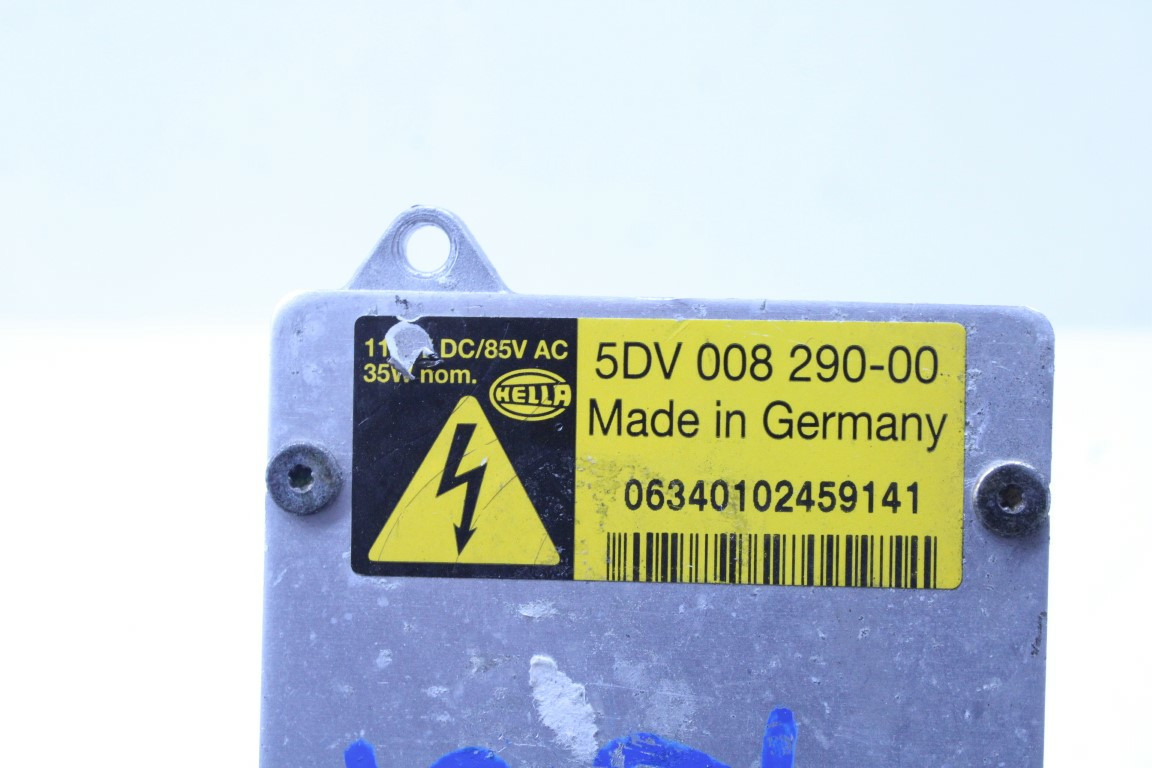 DC/85V AC
35W nom.
HELLA
5DV 008 290-00
Made in Germany
06340102459141